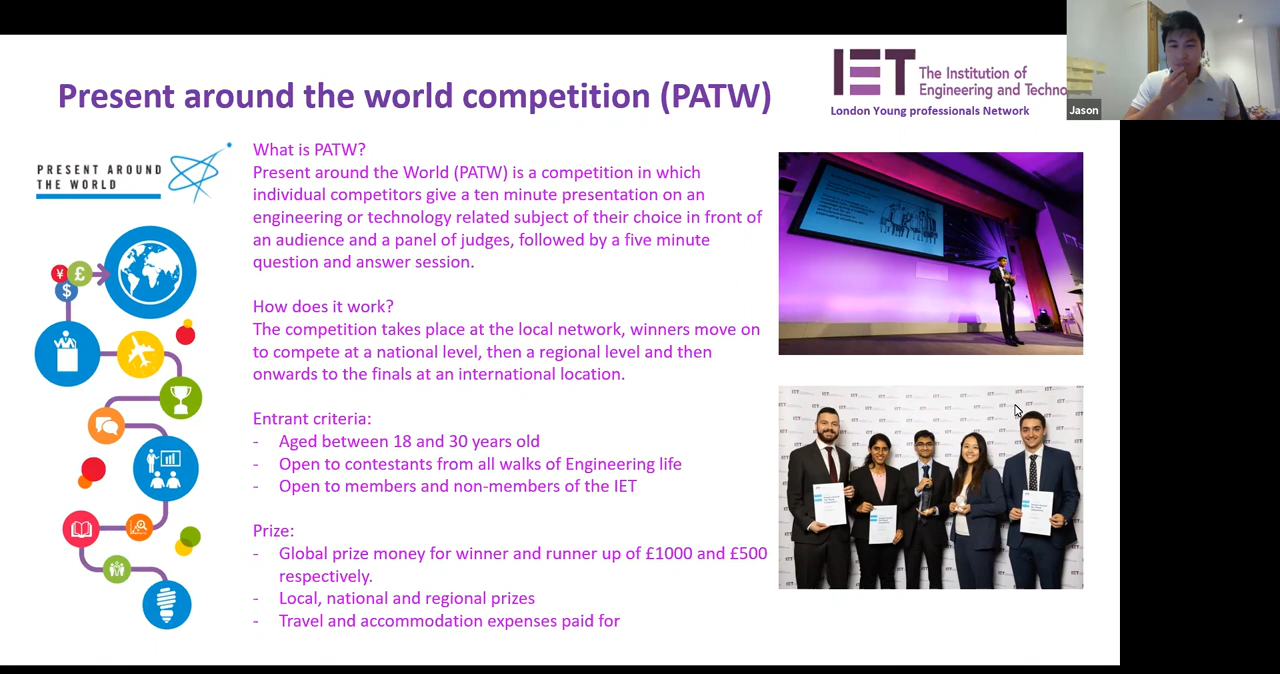 Present around the world competition (PATW)
IET
The Institution of
Engineering and Techno
London Young professionals Network
Jason
PRESENT AROUND
THE WORLD
What is PATW?
Present around the World (PATW) is a competition in which
individual competitors give a ten minute presentation on an
engineering or technology related subject of their choice in front of
an audience and a panel of judges, followed by a five minute
question and answer session.
How does it work?
The competition takes place at the local network, winners move on
to compete at a national level, then a regional level and then
onwards to the finals at an international location.
Entrant criteria:
- Aged between 18 and 30 years old
- Open to contestants from all walks of Engineering life
- Open to members and non-members of the IET
Prize:
- Global prize money for winner and runner up of £1000 and £500
respectively.
- Local, national and regional prizes
- Travel and accommodation expenses paid for
¥
£
$